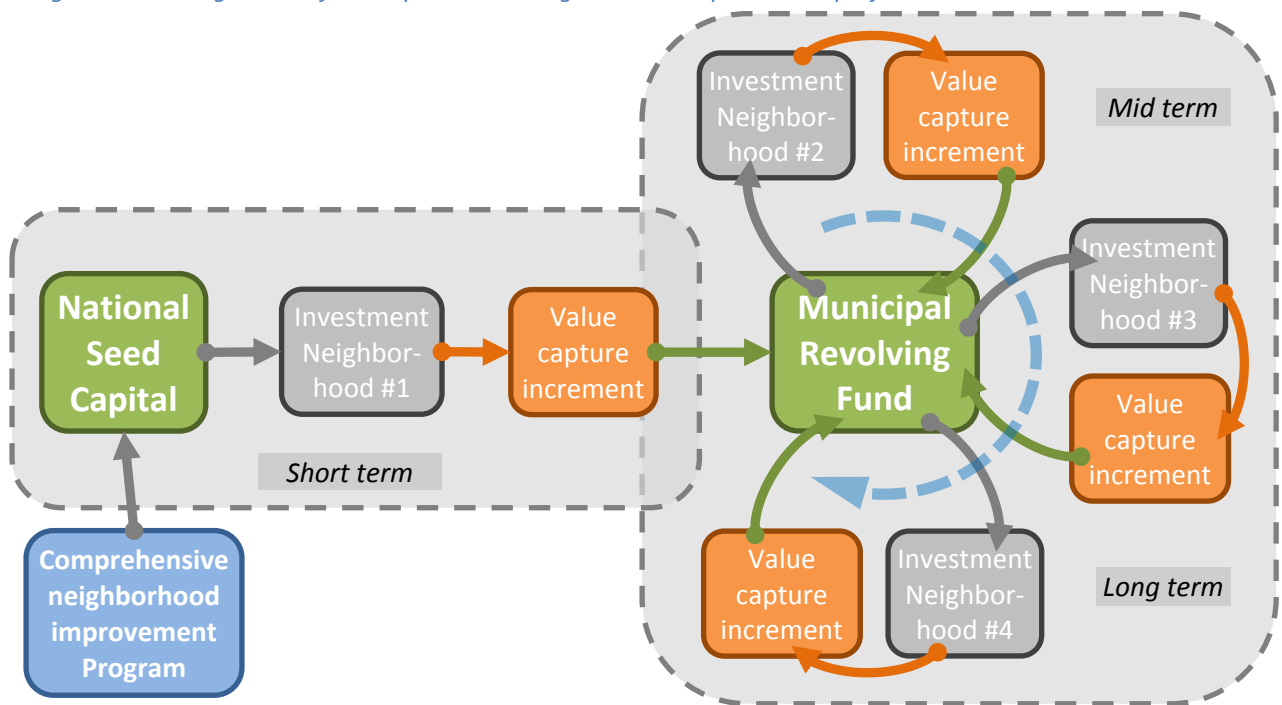 Investment
Neighbor-
hood #2
Value
capture
increment
Mid term
National
Seed
Capital
Investment
Neighbor-
hood #1
Value
capture
increment
Municipal
Revolving
Fund
Investment
Neighbor-
hood #3
Value
capture
increment
Short term
Comprehensive
neighborhood
improvement
Program
Value
capture
increment
Investment
Neighbor-
hood #4
Long term